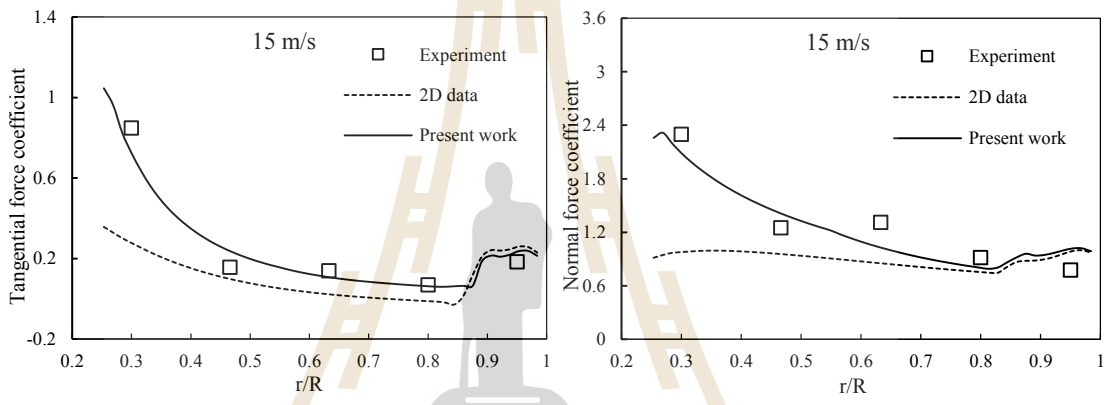 15 m/s
Experiment
2D data
Present work
Tangential force coefficient
1.4
1
0.6
0.2
-0.2
0.2 0.3 0.4 0.5 0.6 0.7 0.8 0.9 1
r/R
15 m/s
Experiment
2D data
Present work
Normal force coefficient
3.6
3
2.4
1.8
1.2
0.6
0
0.2 0.3 0.4 0.5 0.6 0.7 0.8 0.9 1
r/R